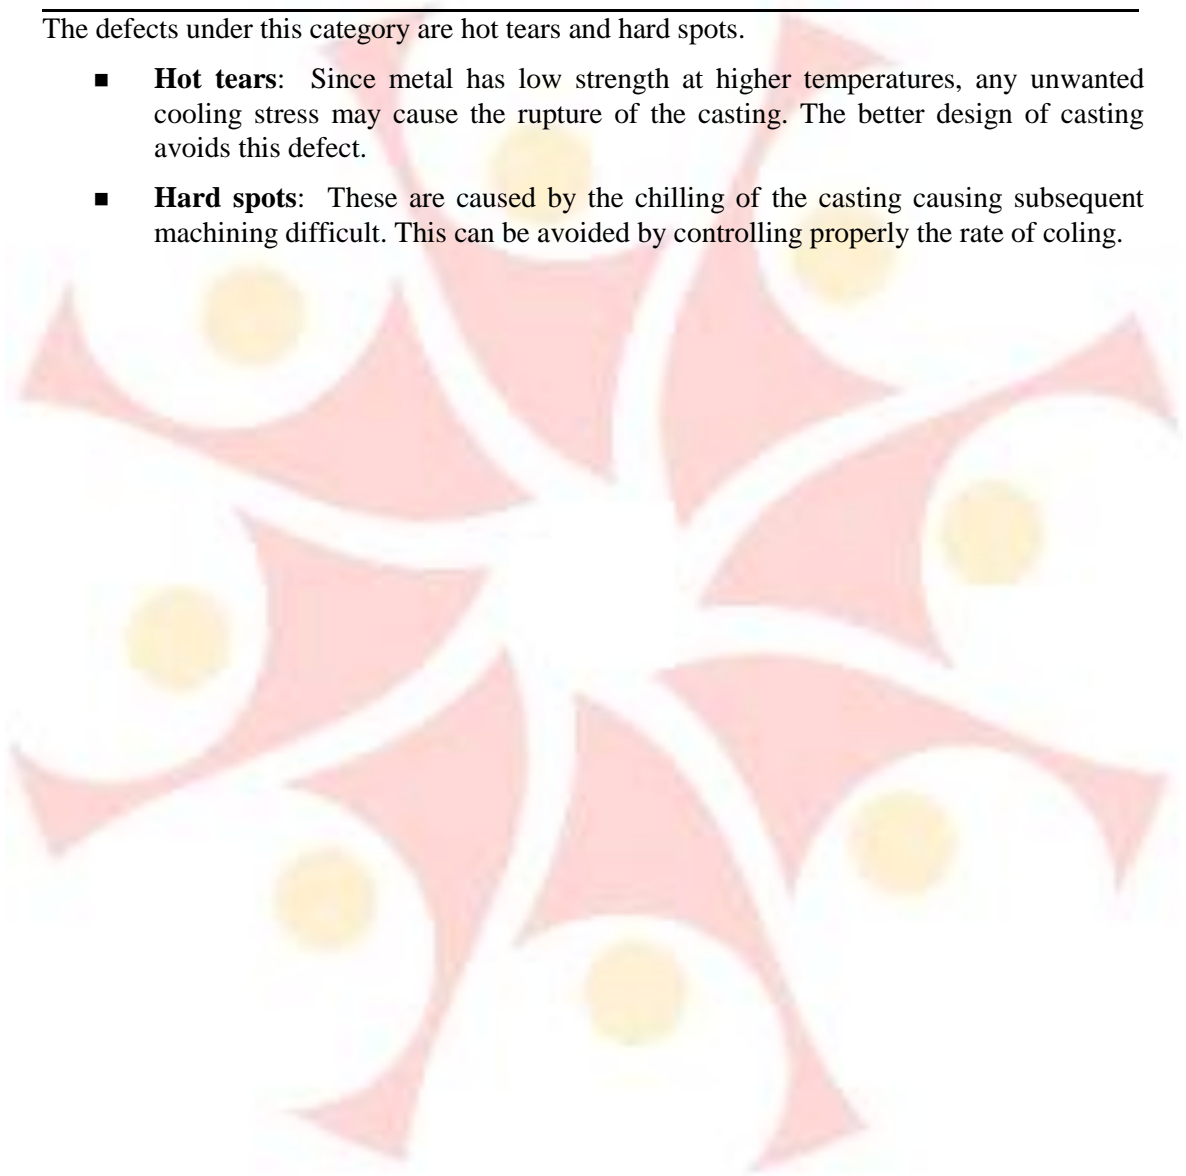 The defects under this category are hot tears and hard spots.
■ Hot tears: Since metal has low strength at higher temperatures, any unwanted
cooling stress may cause the rupture of the casting. The better design of casting
avoids this defect.
■ Hard spots: These are caused by the chilling of the casting causing subsequent
machining difficult. This can be avoided by controlling properly the rate of coling.